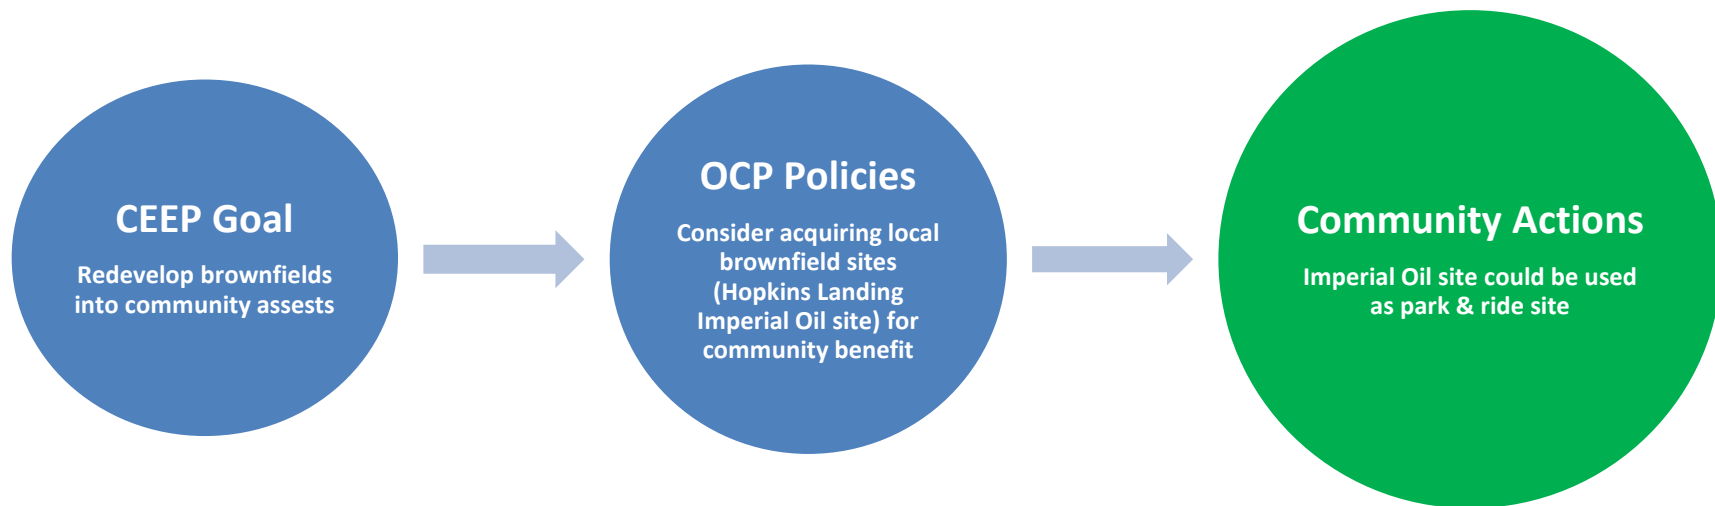 CEEP Goal
Redevelop brownfields
into community assests
OCP Policies
Consider acquiring local
brownfield sites
(Hopkins Landing
Imperial Oil site) for
community benefit
Community Actions
Imperial Oil site could be used
as park & ride site